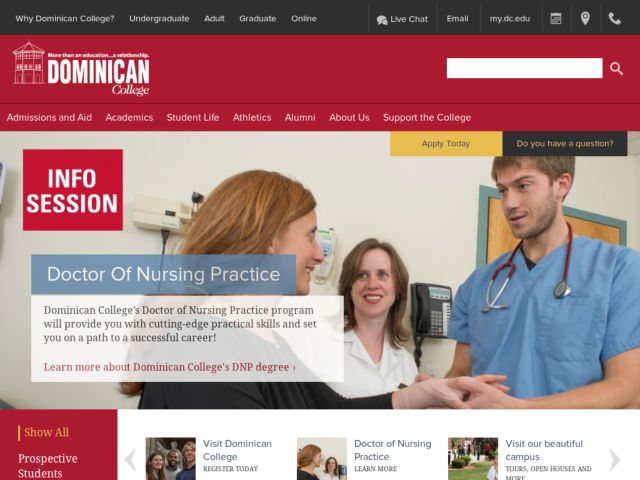 Why Dominican College?
Undergraduate
Adult
Graduate
Online
Live Chat
Email
my.dc.edu
More than an education...a relationship.
DOMINICAN
College
Admissions and Aid
Academics
Student Life
Athletics
Alumni
About Us
Support the College
Apply Today
Do you have a question?
INFO
SESSION
Doctor Of Nursing Practice
Dominican College's Doctor of Nursing Practice program
will provide you with cutting-edge practical skills and set
you on a path to a successful career!
Learn more about Dominican College's DNP degree ›
Show All
Prospective
Students
Visit Dominican
College
REGISTER TODAY
Doctor of Nursing
Practice
LEARN MORE
Visit our beautiful
campus
TOURS, OPEN HOUSES AND
MORE